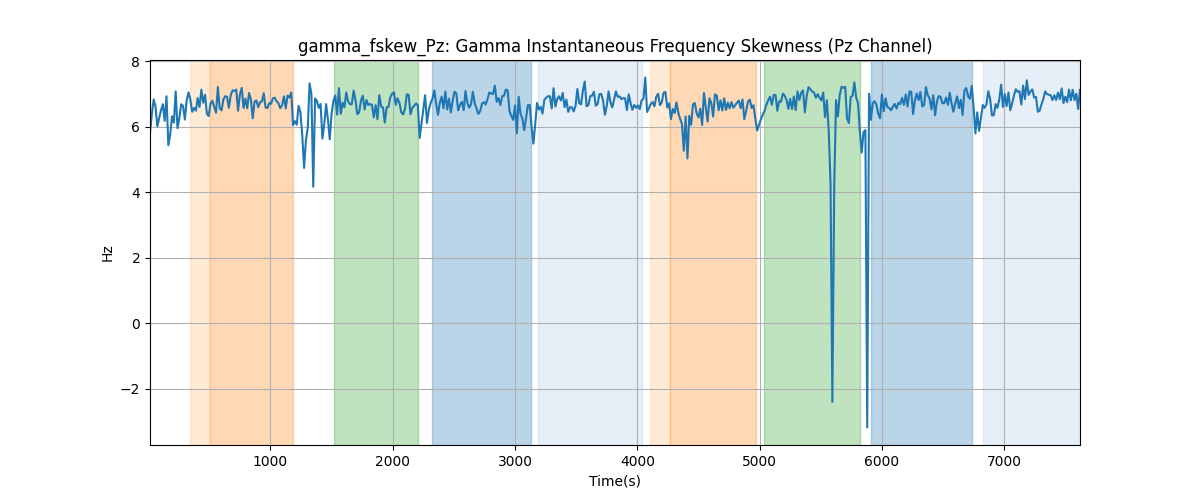 gamma_fskew_Pz: Gamma Instantaneous Frequency Skewness (Pz Channel)
8
6
4
2
0
−2
Hz
1000 2000 3000 4000 5000 6000 7000
Time(s)